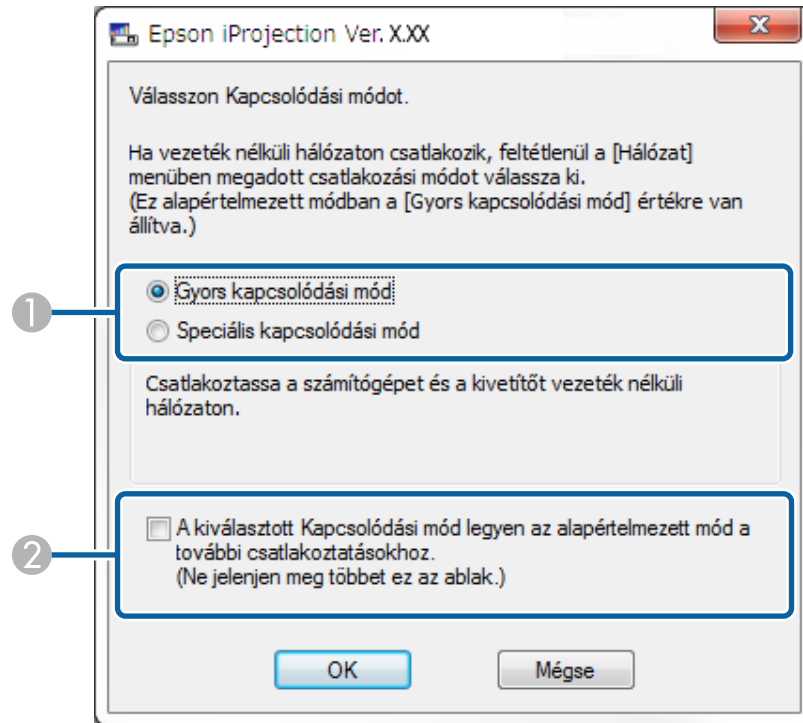 Epson iProjection Ver. X.XX
Válasszon Kapcsolódási módot.
Ha vezeték nélküli hálózaton csatlakozik, feltétlenül a [Hálózat]
menüben megadott csatlakozási módot válassza ki.
(Ez alapértelmezett módban a [Gyors kapcsolódási mód] értékre van
állítva.)
1
Gyors kapcsolódási mód
Speciális kapcsolódási mód
Csatlakoztassa a számítógépet és a kivetítőt vezeték nélküli
hálózaton.
2
A kiválasztott Kapcsolódási mód legyen az alapértelmezett mód a
további csatlakoztatásokhoz.
(Ne jelenjen meg többet ez az ablak.)
OK
Mégse